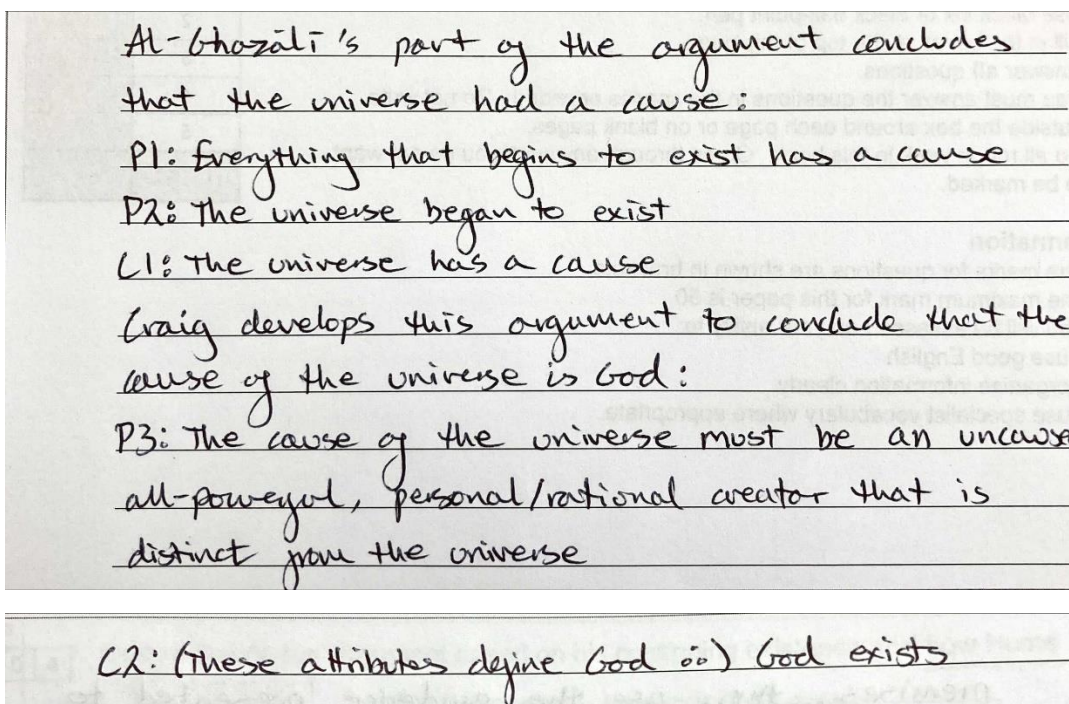 Al-Ghazālī's part of the argument concludes
that the universe had a cause:
P1: Everything that begins to exist has a cause
P2: The universe began to exist
C1: The universe has a cause
Craig develops this argument to conclude that the
cause of the universe is God:
P3: The cause of the universe must be an uncause
all-powerful, personal/rational creator that is
distinct from the universe
C2: (These attributes define God ∴) God exists